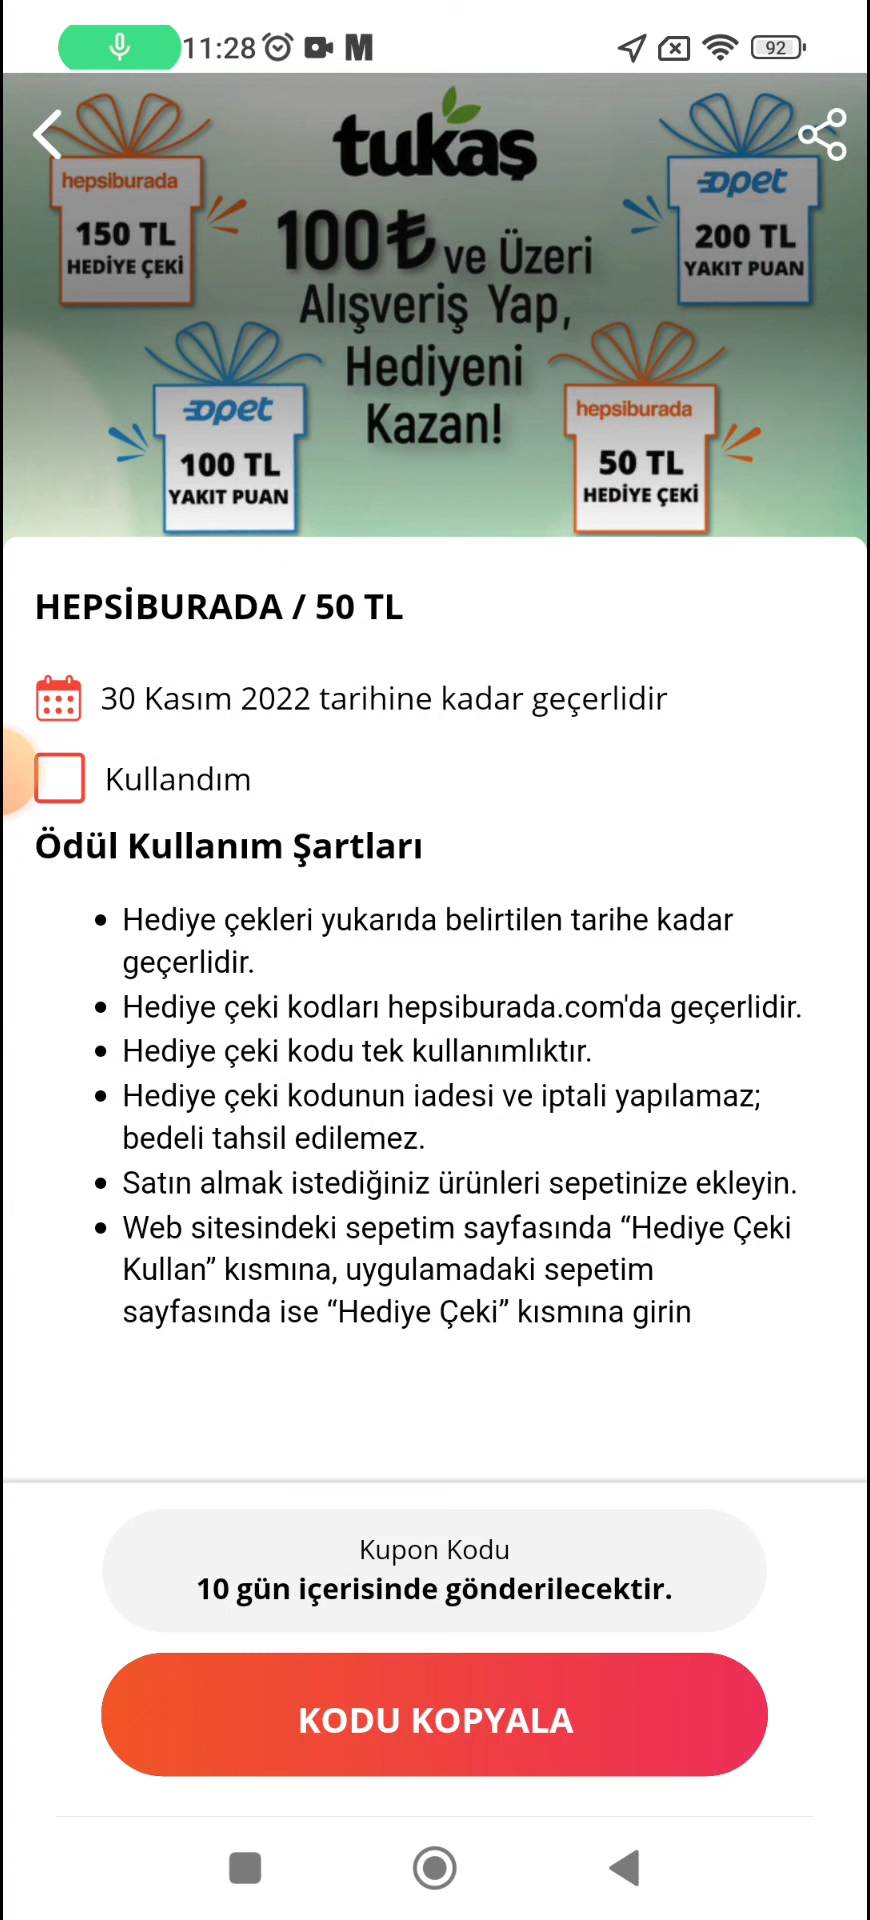 11:28
92
tukaş
hepsiburada
150 TL
HEDİYE ÇEKİ
opet
200 TL
YAKIT PUAN
100₺ ve Üzeri
Alışveriş Yap,
Hediyeni
Kazan!
opet
100 TL
YAKIT PUAN
hepsiburada
50 TL
HEDİYE ÇEKİ
HEPSİBURADA / 50 TL
30 Kasım 2022 tarihine kadar geçerlidir
Kullandım
Ödül Kullanım Şartları
• Hediye çekleri yukarıda belirtilen tarihe kadar
geçerlidir.
• Hediye çeki kodları hepsiburada.com'da geçerlidir.
• Hediye çeki kodu tek kullanımlıktır.
• Hediye çeki kodunun iadesi ve iptali yapılamaz;
bedeli tahsil edilemez.
• Satın almak istediğiniz ürünleri sepetinize ekleyin.
• Web sitesindeki sepetim sayfasında “Hediye Çeki
Kullan” kısmına, uygulamadaki sepetim
sayfasında ise “Hediye Çeki” kısmına girin
Kupon Kodu
10 gün içerisinde gönderilecektir.
KODU KOPYALA